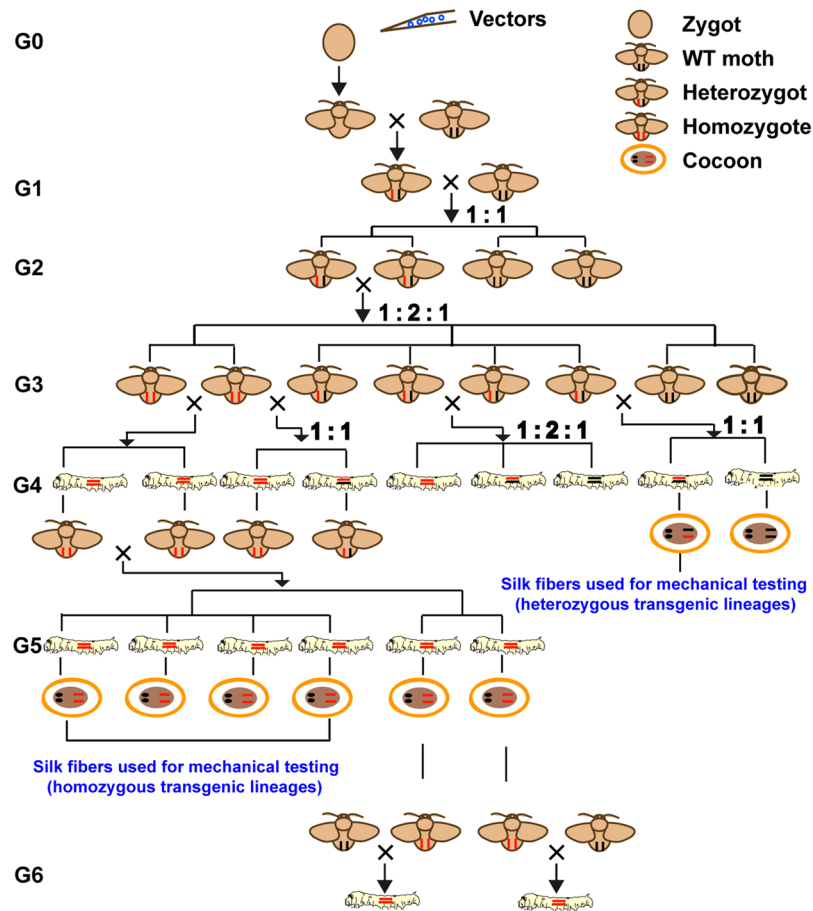 G0
Vectors
Zygot
WT moth
Heterozygot
Homozygote
Cocoon
G1
1 : 1
G2
1 : 2 : 1
G3
1 : 1
1 : 2 : 1
1 : 1
G4
Silk fibers used for mechanical testing
(heterozygous transgenic lineages)
G5
Silk fibers used for mechanical testing
(homozygous transgenic lineages)
G6